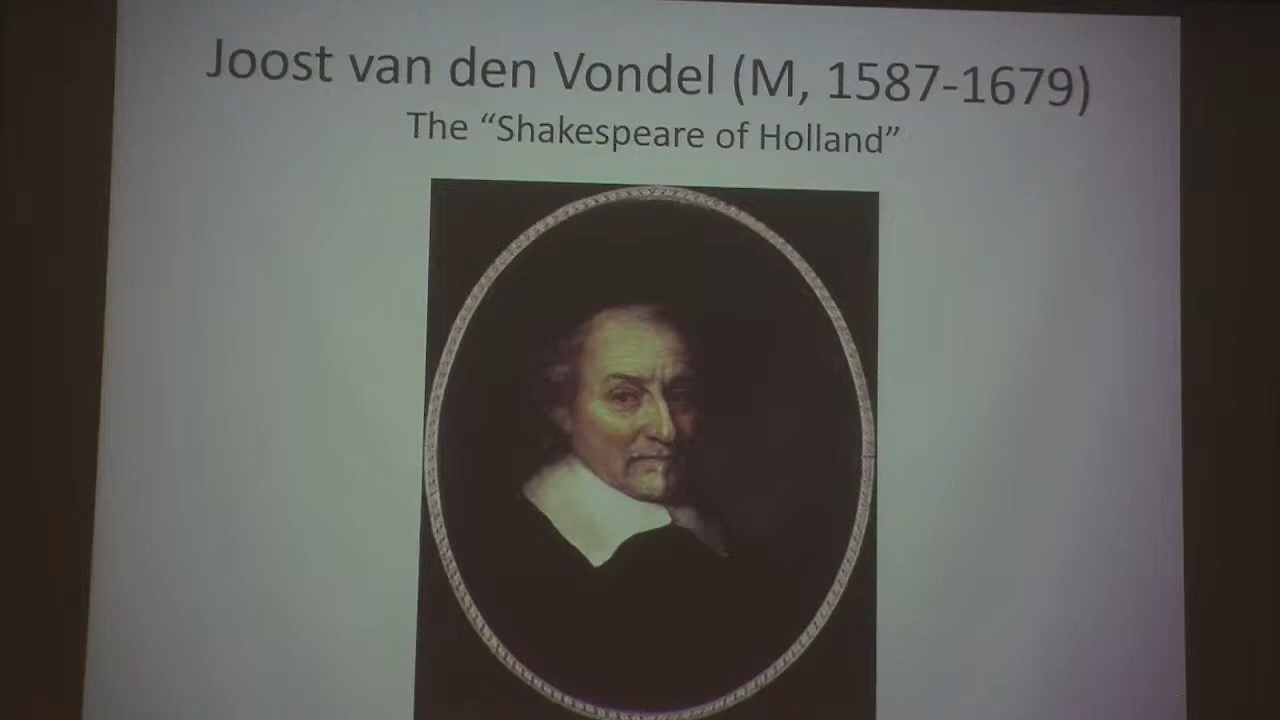 Joost van den Vondel (M, 1587-1679)
The “Shakespeare of Holland”